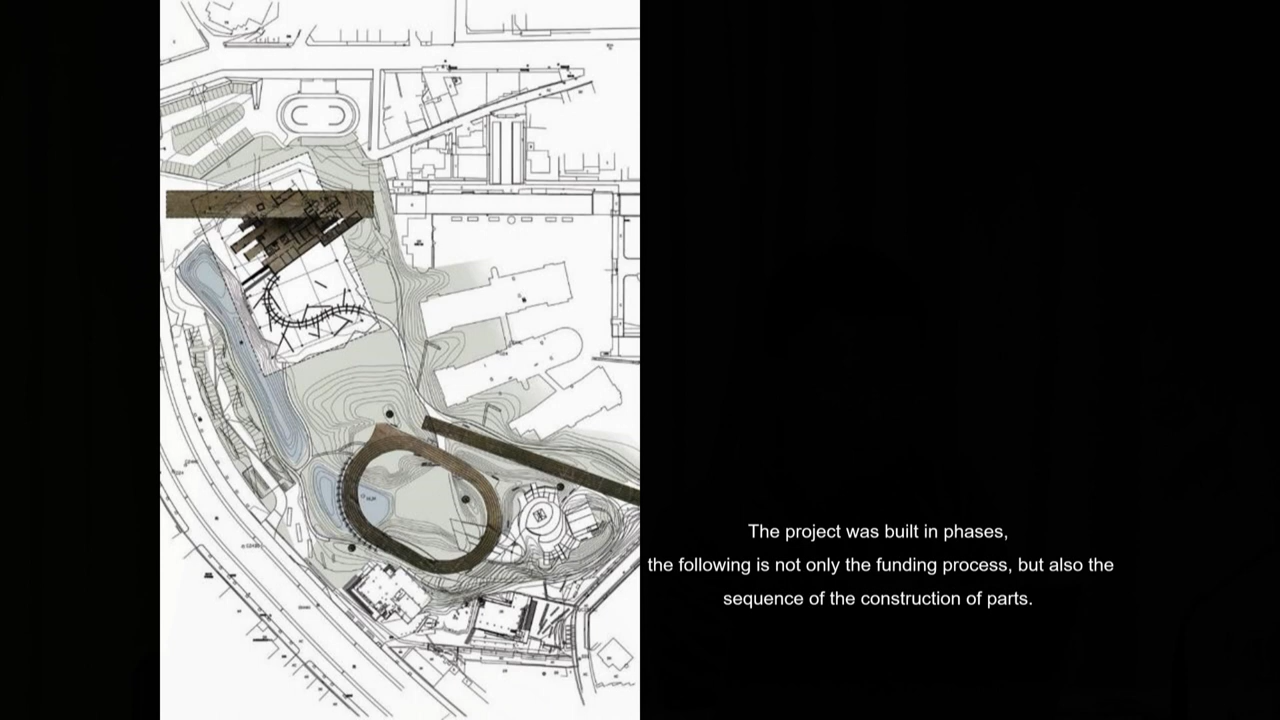 The project was built in phases,
the following is not only the funding process, but also the
sequence of the construction of parts.